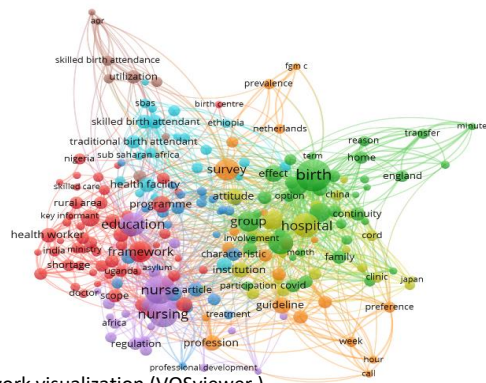 aor
skilled birth attendance
utilization
fgm c
prevalence
sbas
birth centre
skilled birth attendant
ethiopia
netherlands
transfer
minute
traditional birth attendant
reason
nigeria
sub saharan africa
term
home
survey
effect
birth
england
skilled care
health facility
rural area
programme
attitude
option
china
key informant
education
group
hospital
continuity
health worker
involvement
cord
india
ministry
framework
characteristic
month
family
shortage
uganda
asylum
institution
doctor
scope
nurse
article
participation
covid
clinic
japan
nursing
treatment
guideline
preference
africa
regulation
profession
week
professional development
hour
call
work visualization (VOSviewer )